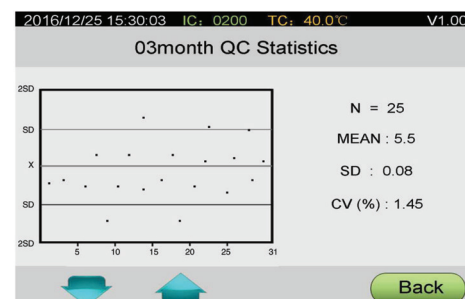 2016/12/25 15:30:03 IC: 0200 TC: 40.0℃ V1.00
03month QC Statistics
2SD
SD
X
SD
2SD
5 10 15 20 25 31
N = 25
MEAN : 5.5
SD : 0.08
CV (%) : 1.45
Back